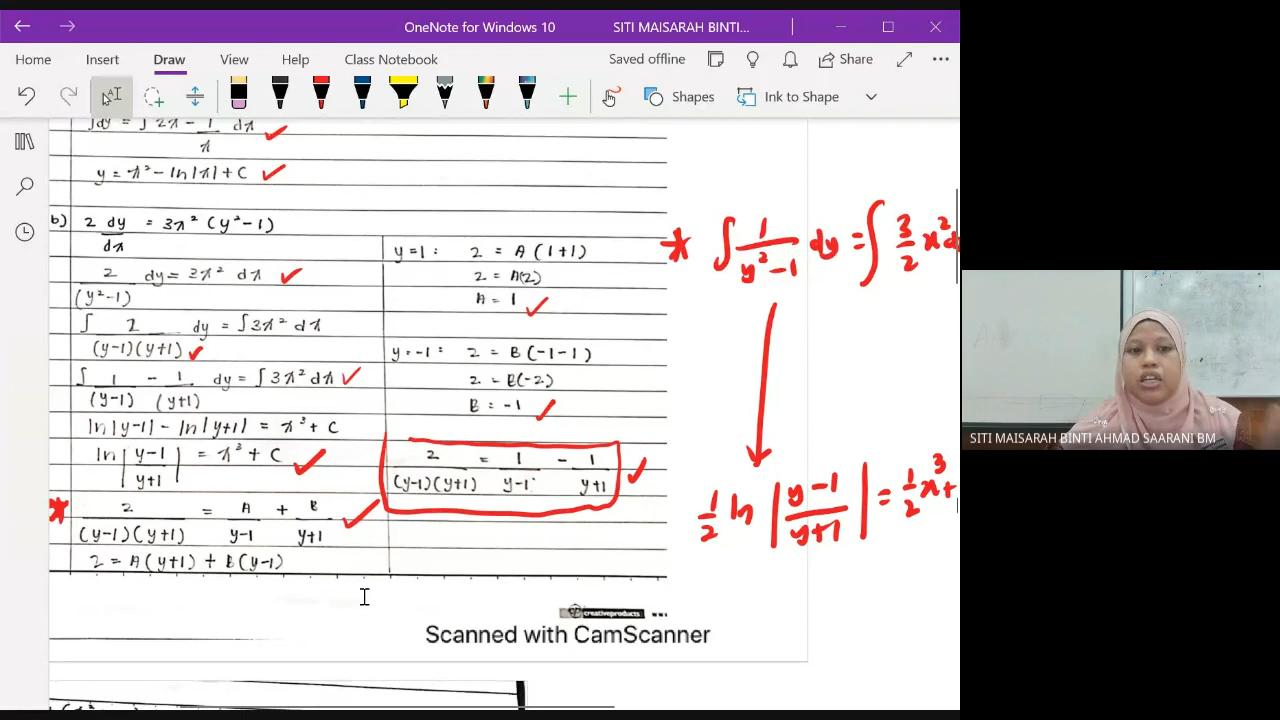 OneNote for Windows 10
SITI MAISARAH BINTI...
Home Insert Draw View Help Class Notebook Saved offline Share
Shapes Ink to Shape
∫dy = ∫ 2x - 1/x dx
y = x² - ln|x| + C
b) 2 dy/dx = 3x² (y²-1)
2/(y²-1) dy = 3x² dx
∫ 2/(y-1)(y+1) dy = ∫3x² dx
∫ 1/(y-1) - 1/(y+1) dy = ∫3x² dx
ln|y-1| - ln|y+1| = x³ + C
ln |y-1/y+1| = x³ + C
* 2/(y-1)(y+1) = A/y-1 + B/y+1
2 = A(y+1) + B(y-1)
y=1: 2 = A(1+1)
2 = A(2)
A = 1
y=-1: 2 = B(-1-1)
2 = B(-2)
B = -1
2/(y-1)(y+1) = 1/y-1 - 1/y+1
* ∫ 1/y²-1 dy = ∫ 3/2 x² d
1/2 ln |y-1/y+1| = 1/2 x³ +
creativeproducts
Scanned with CamScanner
SITI MAISARAH BINTI AHMAD SAARANI BM